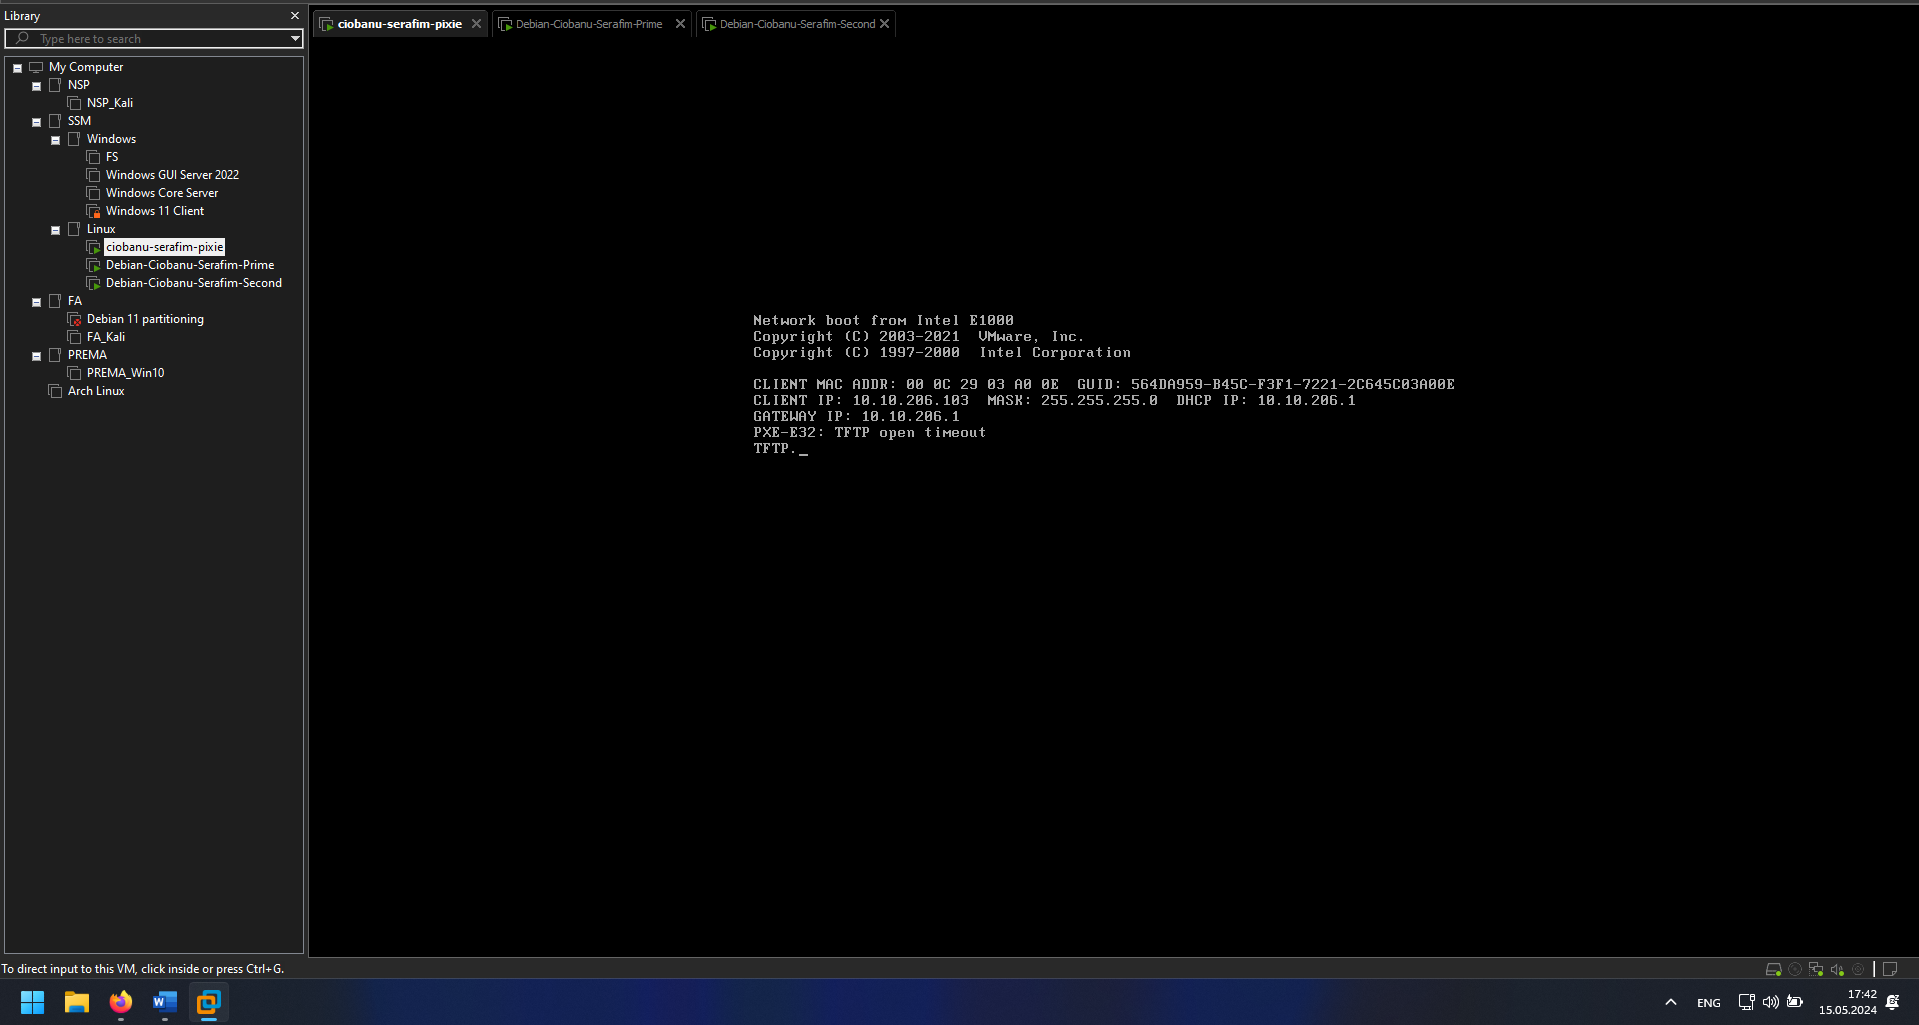 Library
Type here to search
My Computer
NSP
NSP_Kali
SSM
Windows
FS
Windows GUI Server 2022
Windows Core Server
Windows 11 Client
Linux
ciobanu-serafim-pixie
Debian-Ciobanu-Serafim-Prime
Debian-Ciobanu-Serafim-Second
FA
Debian 11 partitioning
FA_Kali
PREMA
PREMA_Win10
Arch Linux
ciobanu-serafim-pixie
Debian-Ciobanu-Serafim-Prime
Debian-Ciobanu-Serafim-Second
Network boot from Intel E1000
Copyright (C) 2003-2021  VMware, Inc.
Copyright (C) 1997-2000  Intel Corporation
CLIENT MAC ADDR: 00 0C 29 03 A0 0E  GUID: 564DA959-B45C-F3F1-7221-2C645C03A00E
CLIENT IP: 10.10.206.103  MASK: 255.255.255.0  DHCP IP: 10.10.206.1
GATEWAY IP: 10.10.206.1
PXE-E32: TFTP open timeout
TFTP._
To direct input to this VM, click inside or press Ctrl+G.
ENG
17:42
15.05.2024